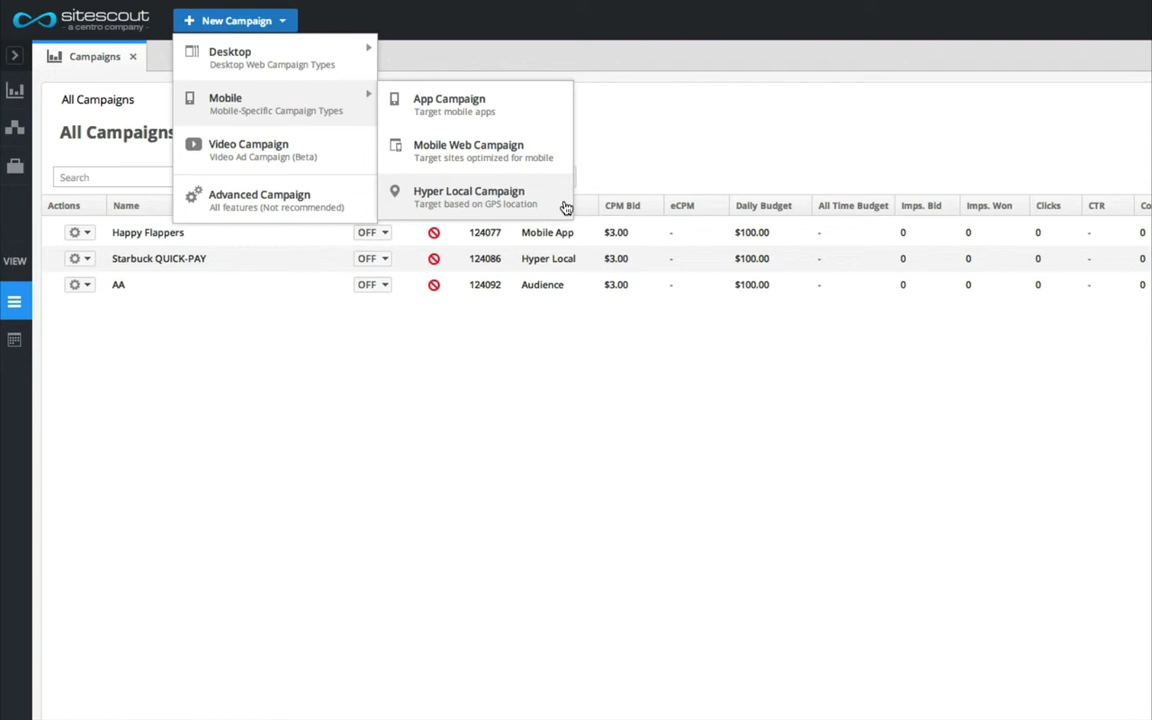 sitescout
- a centro company -
New Campaign
Campaigns
Desktop
Desktop Web Campaign Types
Mobile
Mobile-Specific Campaign Types
Video Campaign
Video Ad Campaign (Beta)
Advanced Campaign
All features (Not recommended)
App Campaign
Target mobile apps
Mobile Web Campaign
Target sites optimized for mobile
Hyper Local Campaign
Target based on GPS location
All Campaigns
All Campaigns
Search
Actions Name CPM Bid eCPM Daily Budget All Time Budget Imps. Bid Imps. Won Clicks CTR Co
Happy Flappers OFF 124077 Mobile App $3.00 - $100.00 - 0 0 0 - 0
Starbuck QUICK-PAY OFF 124086 Hyper Local $3.00 - $100.00 - 0 0 0 - 0
AA OFF 124092 Audience $3.00 - $100.00 - 0 0 0 - 0
VIEW